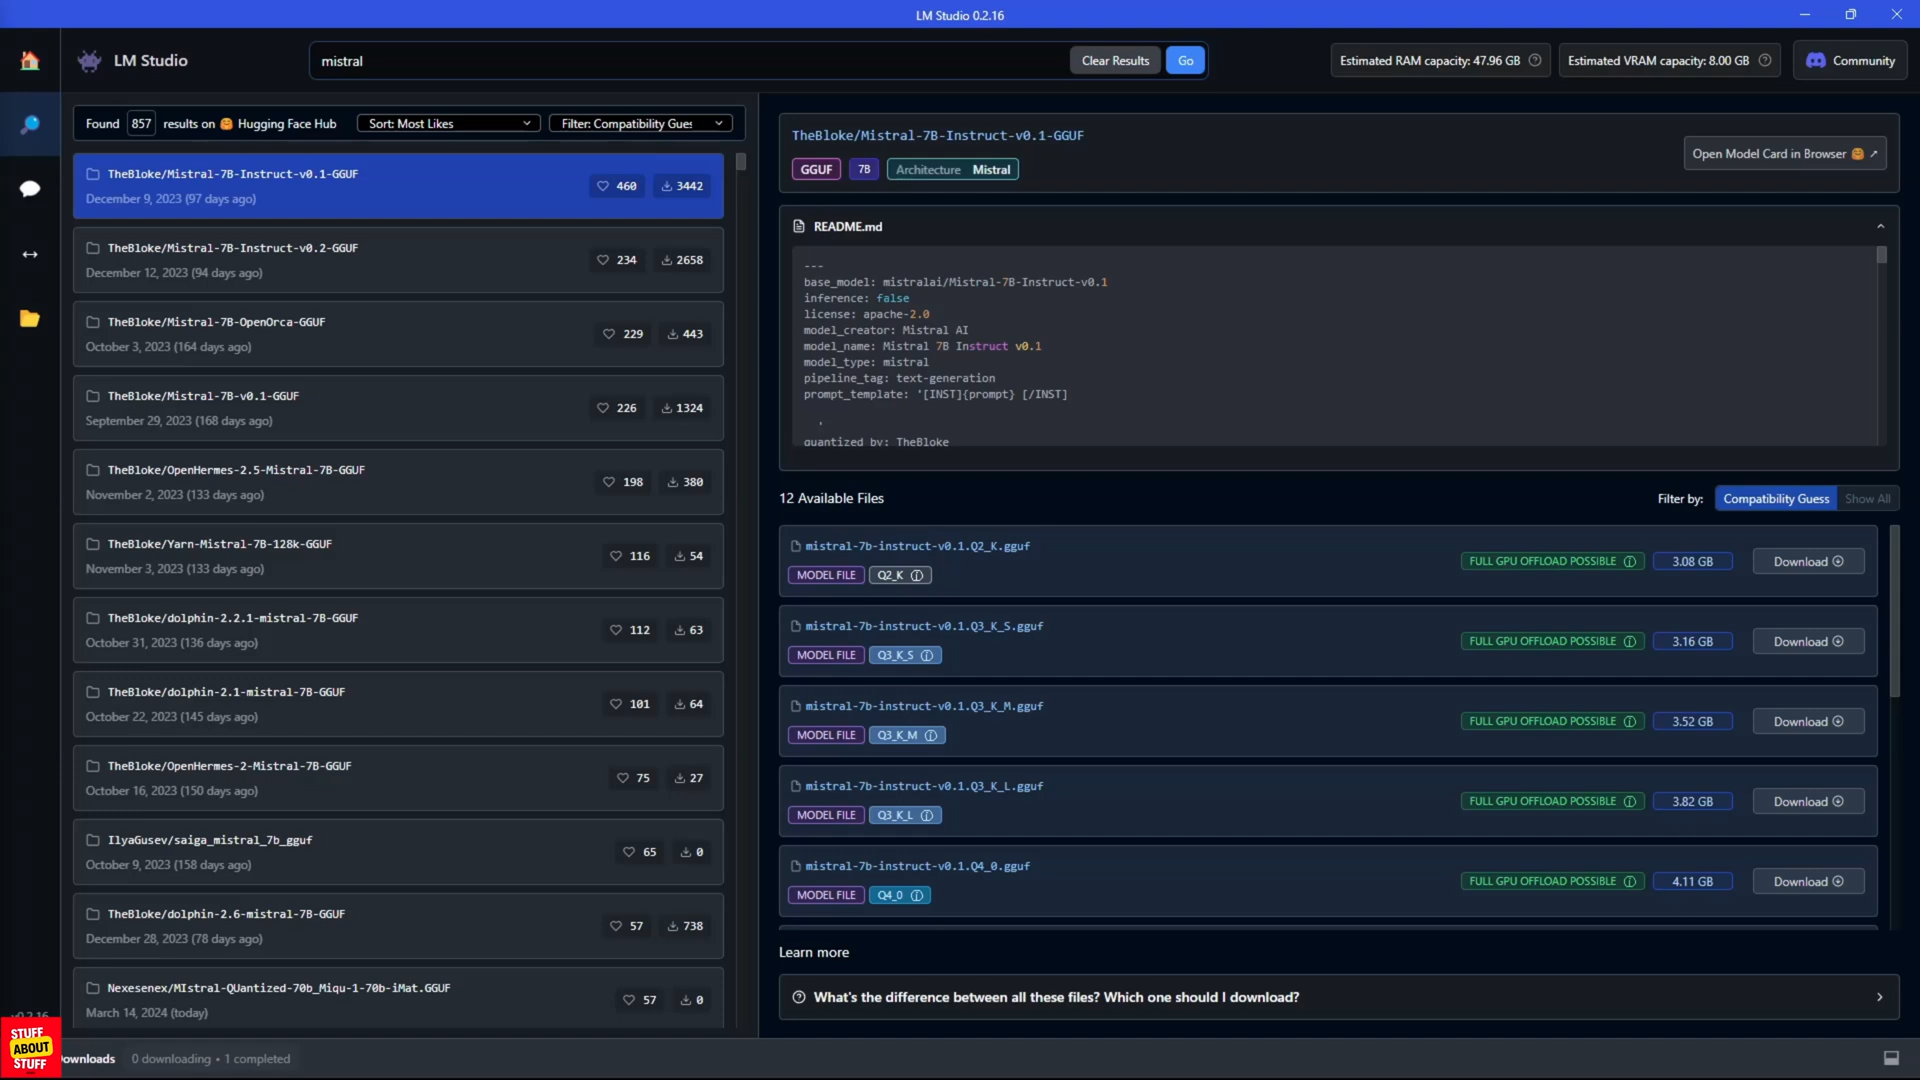 LM Studio 0.2.16
LM Studio
mistral
Clear Results
Go
Estimated RAM capacity: 47.96 GB
Estimated VRAM capacity: 8.00 GB
Community
Found 857 results on 🤗 Hugging Face Hub
Sort: Most Likes
Filter: Compatibility Gues
TheBloke/Mistral-7B-Instruct-v0.1-GGUF
460 3442
December 9, 2023 (97 days ago)
TheBloke/Mistral-7B-Instruct-v0.2-GGUF
234 2658
December 12, 2023 (94 days ago)
TheBloke/Mistral-7B-OpenOrca-GGUF
229 443
October 3, 2023 (164 days ago)
TheBloke/Mistral-7B-v0.1-GGUF
226 1324
September 29, 2023 (168 days ago)
TheBloke/OpenHermes-2.5-Mistral-7B-GGUF
198 380
November 2, 2023 (133 days ago)
TheBloke/Yarn-Mistral-7B-128k-GGUF
116 54
November 3, 2023 (133 days ago)
TheBloke/dolphin-2.2.1-mistral-7B-GGUF
112 63
October 31, 2023 (136 days ago)
TheBloke/dolphin-2.1-mistral-7B-GGUF
101 64
October 22, 2023 (145 days ago)
TheBloke/OpenHermes-2-Mistral-7B-GGUF
75 27
October 16, 2023 (150 days ago)
IlyaGusev/saiga_mistral_7b_gguf
65 0
October 9, 2023 (158 days ago)
TheBloke/dolphin-2.6-mistral-7B-GGUF
57 738
December 28, 2023 (78 days ago)
Nexesenex/MIstral-QUantized-70b_Miqu-1-70b-iMat.GGUF
57 0
March 14, 2024 (today)
TheBloke/Mistral-7B-Instruct-v0.1-GGUF
GGUF 7B Architecture Mistral
Open Model Card in Browser 🤗 ↗
README.md
---
base_model: mistralai/Mistral-7B-Instruct-v0.1
inference: false
license: apache-2.0
model_creator: Mistral AI
model_name: Mistral 7B Instruct v0.1
model_type: mistral
pipeline_tag: text-generation
prompt_template: '[INST]{prompt} [/INST]
'
quantized by: TheBloke
12 Available Files
Filter by: Compatibility Guess Show All
mistral-7b-instruct-v0.1.Q2_K.gguf
MODEL FILE Q2_K
FULL GPU OFFLOAD POSSIBLE 3.08 GB Download
mistral-7b-instruct-v0.1.Q3_K_S.gguf
MODEL FILE Q3_K_S
FULL GPU OFFLOAD POSSIBLE 3.16 GB Download
mistral-7b-instruct-v0.1.Q3_K_M.gguf
MODEL FILE Q3_K_M
FULL GPU OFFLOAD POSSIBLE 3.52 GB Download
mistral-7b-instruct-v0.1.Q3_K_L.gguf
MODEL FILE Q3_K_L
FULL GPU OFFLOAD POSSIBLE 3.82 GB Download
mistral-7b-instruct-v0.1.Q4_0.gguf
MODEL FILE Q4_0
FULL GPU OFFLOAD POSSIBLE 4.11 GB Download
Learn more
What's the difference between all these files? Which one should I download?
v0.2.16
STUFF
ABOUT
STUFF
ownloads 0 downloading • 1 completed